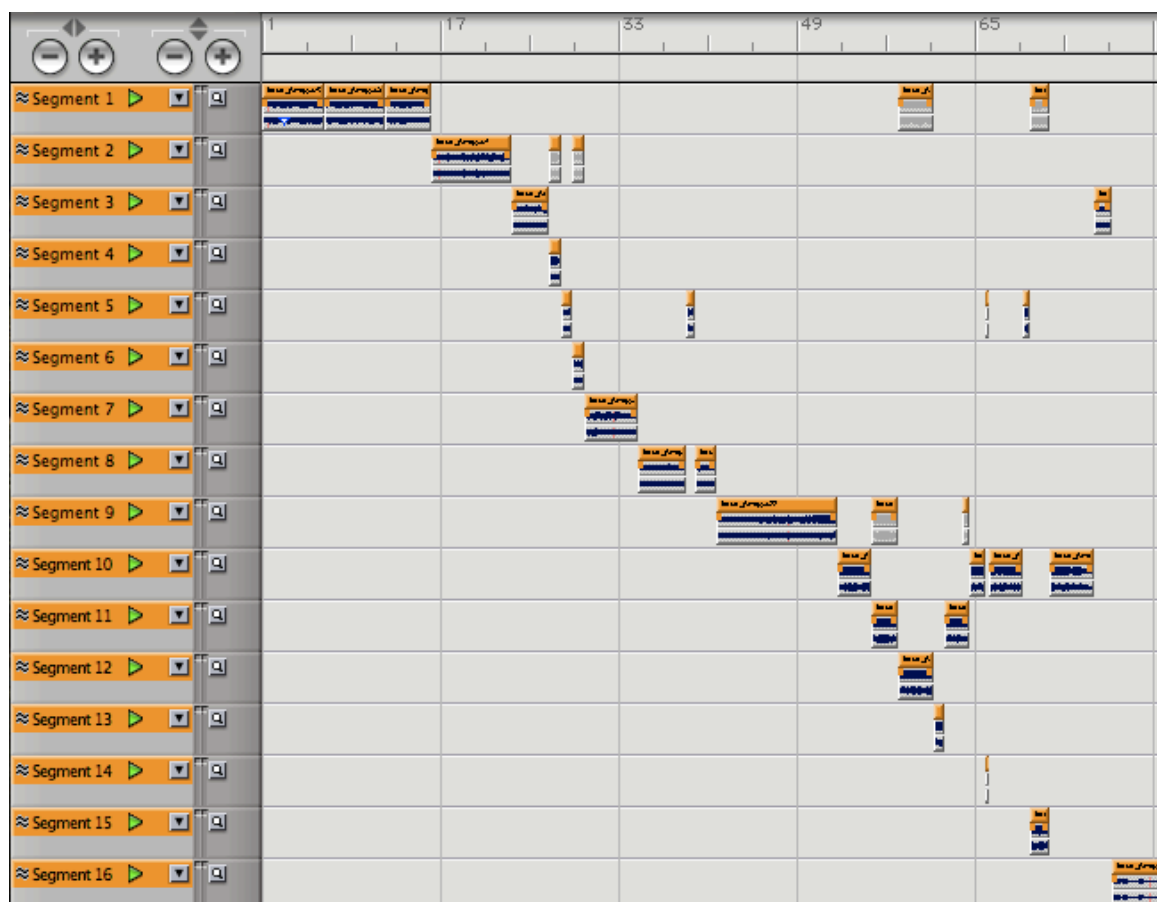 1 17 33 49 65
Segment 1
Segment 2
Segment 3
Segment 4
Segment 5
Segment 6
Segment 7
Segment 8
Segment 9
Segment 10
Segment 11
Segment 12
Segment 13
Segment 14
Segment 15
Segment 16